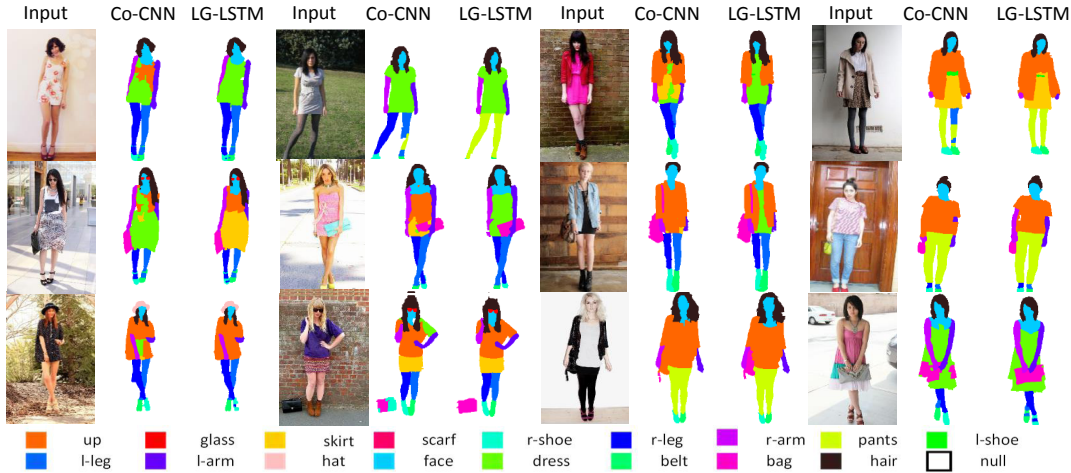 Input Co-CNN LG-LSTM Input Co-CNN LG-LSTM Input Co-CNN LG-LSTM Input Co-CNN LG-LSTM
up glass skirt scarf r-shoe r-leg r-arm pants l-shoe
l-leg l-arm hat face dress belt bag hair null